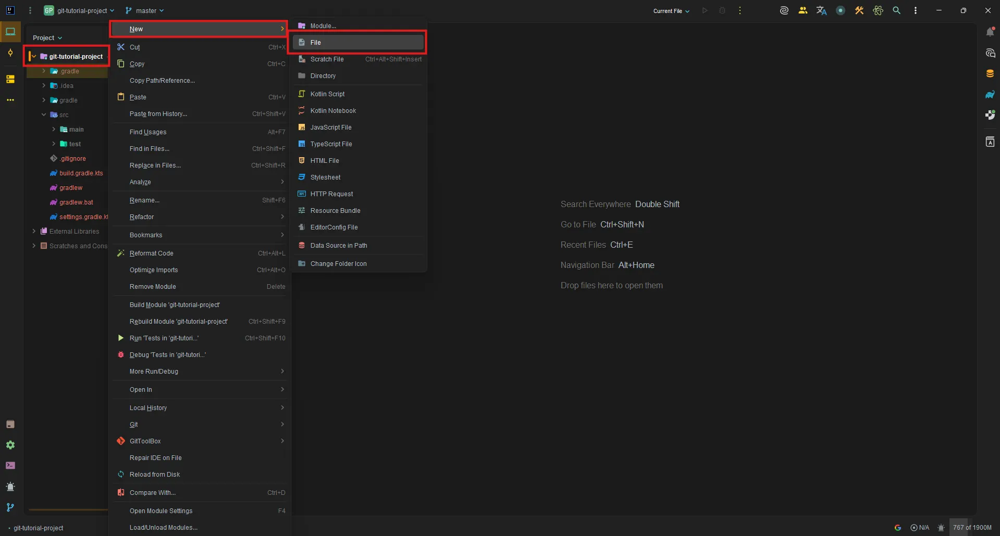 GP git-tutorial-project
master
Current File
Project
git-tutorial-project
.gradle
.idea
gradle
src
main
test
.gitignore
build.gradle.kts
gradlew
gradlew.bat
settings.gradle.kt
External Libraries
Scratches and Cons
New
Cut Ctrl+X
Copy Ctrl+C
Copy Path/Reference...
Paste Ctrl+V
Paste from History... Ctrl+Shift+V
Find Usages Alt+F7
Find in Files... Ctrl+Shift+F
Replace in Files... Ctrl+Shift+R
Analyze
Rename... Shift+F6
Refactor
Bookmarks
Reformat Code Ctrl+Alt+L
Optimize Imports Ctrl+Alt+O
Remove Module Delete
Build Module 'git-tutorial-project'
Rebuild Module 'git-tutorial-project' Ctrl+Shift+F9
Run 'Tests in 'git-tutori...' Ctrl+Shift+F10
Debug 'Tests in 'git-tutori...'
More Run/Debug
Open In
Local History
Git
GitToolBox
Repair IDE on File
Reload from Disk
Compare With... Ctrl+D
Open Module Settings F4
Load/Unload Modules...
Module...
File
Scratch File Ctrl+Alt+Shift+Insert
Directory
Kotlin Script
Kotlin Notebook
JS JavaScript File
TS TypeScript File
HTML File
Stylesheet
API HTTP Request
Resource Bundle
EditorConfig File
Data Source in Path
Change Folder Icon
Search Everywhere Double Shift
Go to File Ctrl+Shift+N
Recent Files Ctrl+E
Navigation Bar Alt+Home
Drop files here to open them
git-tutorial-project
N/A
767 of 1900M